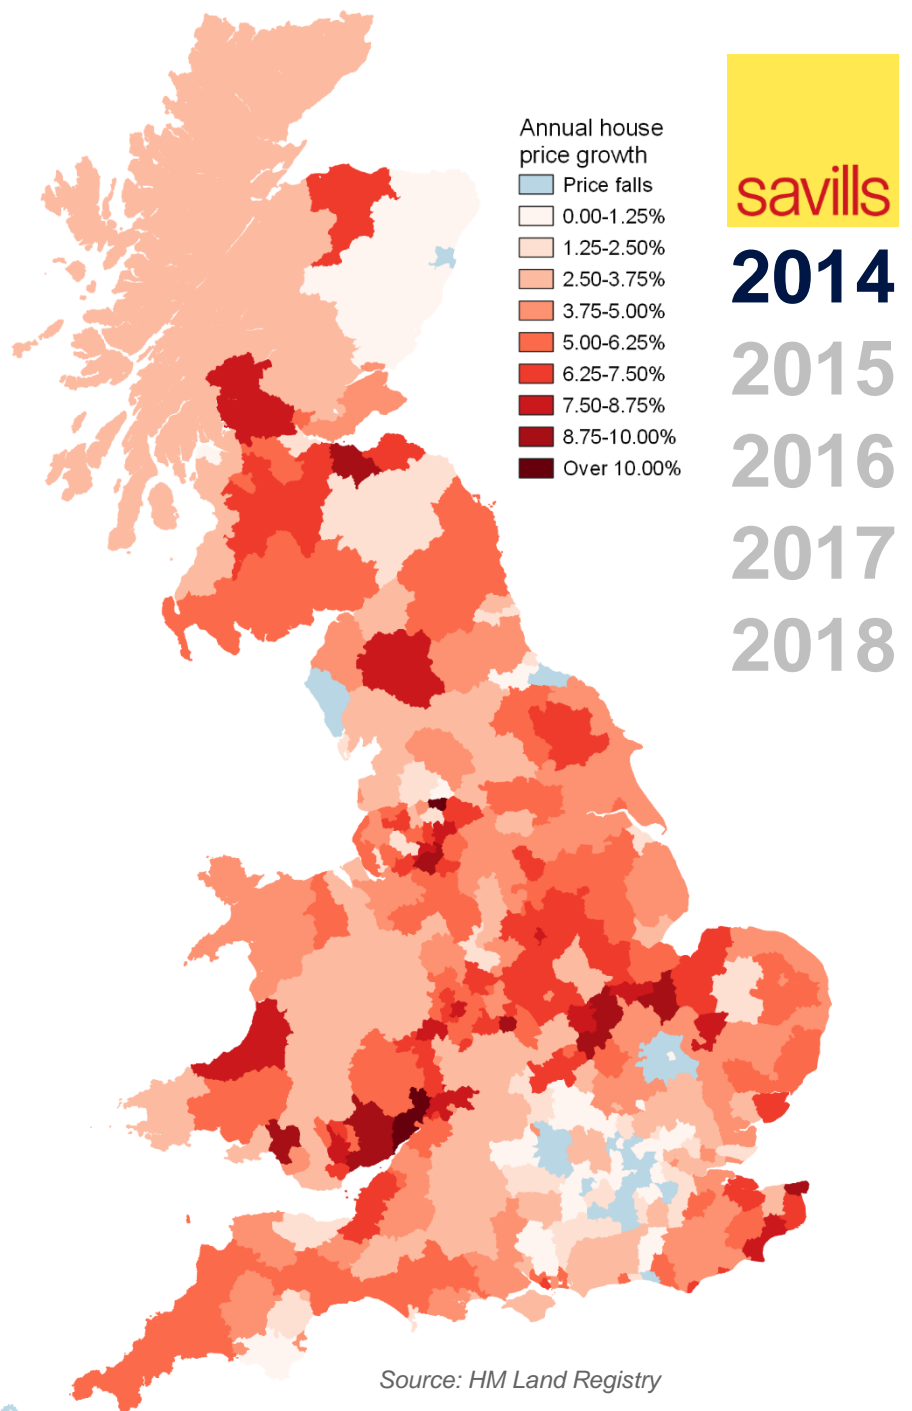 Annual house
price growth
Price falls
0.00-1.25%
1.25-2.50%
2.50-3.75%
3.75-5.00%
5.00-6.25%
6.25-7.50%
7.50-8.75%
8.75-10.00%
Over 10.00%
savills
2014
2015
2016
2017
2018
Source: HM Land Registry